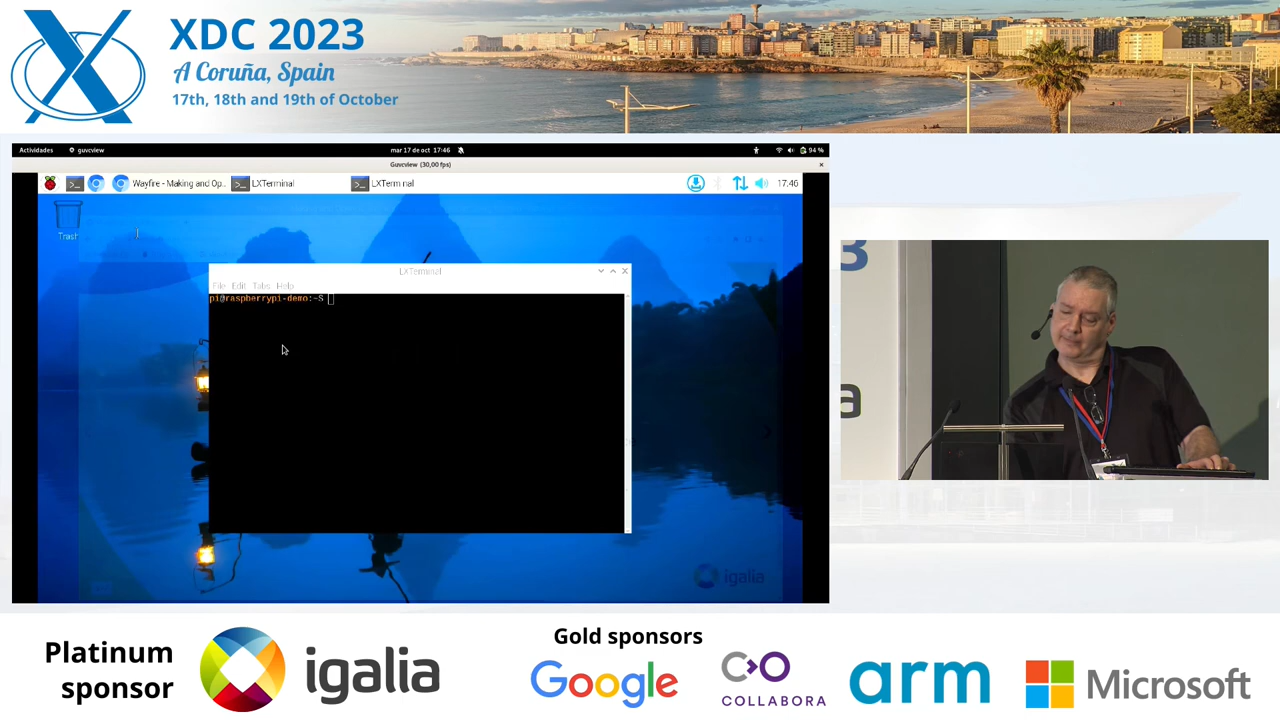 XDC 2023
A Coruña, Spain
17th, 18th and 19th of October
Actividades guvcview mar 17 de oct 17:46 94 %
Guvcview (30,00 fps)
Wayfire - Making and Op.. LXTerminal LXTerminal 17:46
Trash
LXTerminal
File Edit Tabs Help
pi@raspberrypi-demo:~$
igalia
3
a
Platinum
sponsor
igalia
Gold sponsors
Google
COLLABORA
arm
Microsoft